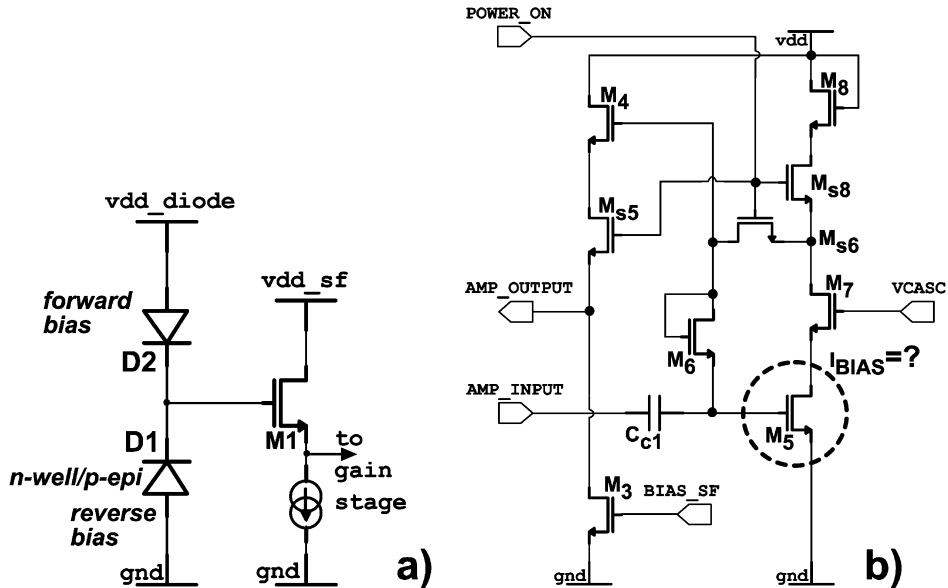 vdd_diode
forward
bias
D2
D1
n-well/p-epi
reverse
bias
gnd
vdd_sf
M1
to
gain
stage
gnd
a)
POWER_ON
vdd
M4
M8
Ms8
Ms5
Ms6
AMP_OUTPUT
M7
VCASC
M6
IBIAS=?
AMP_INPUT
Cc1
M5
M3
BIAS_SF
gnd
gnd
b)